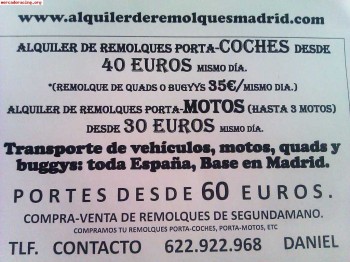 mercadoracing.org
www.alquilerderemolquesmadrid.com
ALQUILER DE REMOLQUES PORTA-COCHES DESDE
40 EUROS MISMO DÍA.
*(REMOLQUE DE QUADS O BUGYYS 35€/MISMO DIA.)
ALQUILER DE REMOLQUES PORTA-MOTOS (HASTA 3 MOTOS)
DESDE 30 EUROS MISMO DÍA.
Transporte de vehículos, motos, quads y
buggys: toda España, Base en Madrid.
PORTES DESDE 60 EUROS.
COMPRA-VENTA DE REMOLQUES DE SEGUNDAMANO.
COMPRAMOS TU REMOLQUES PORTA-COCHES, PORTA-MOTOS, ETC
TLF. CONTACTO 622.922.968 DANIEL